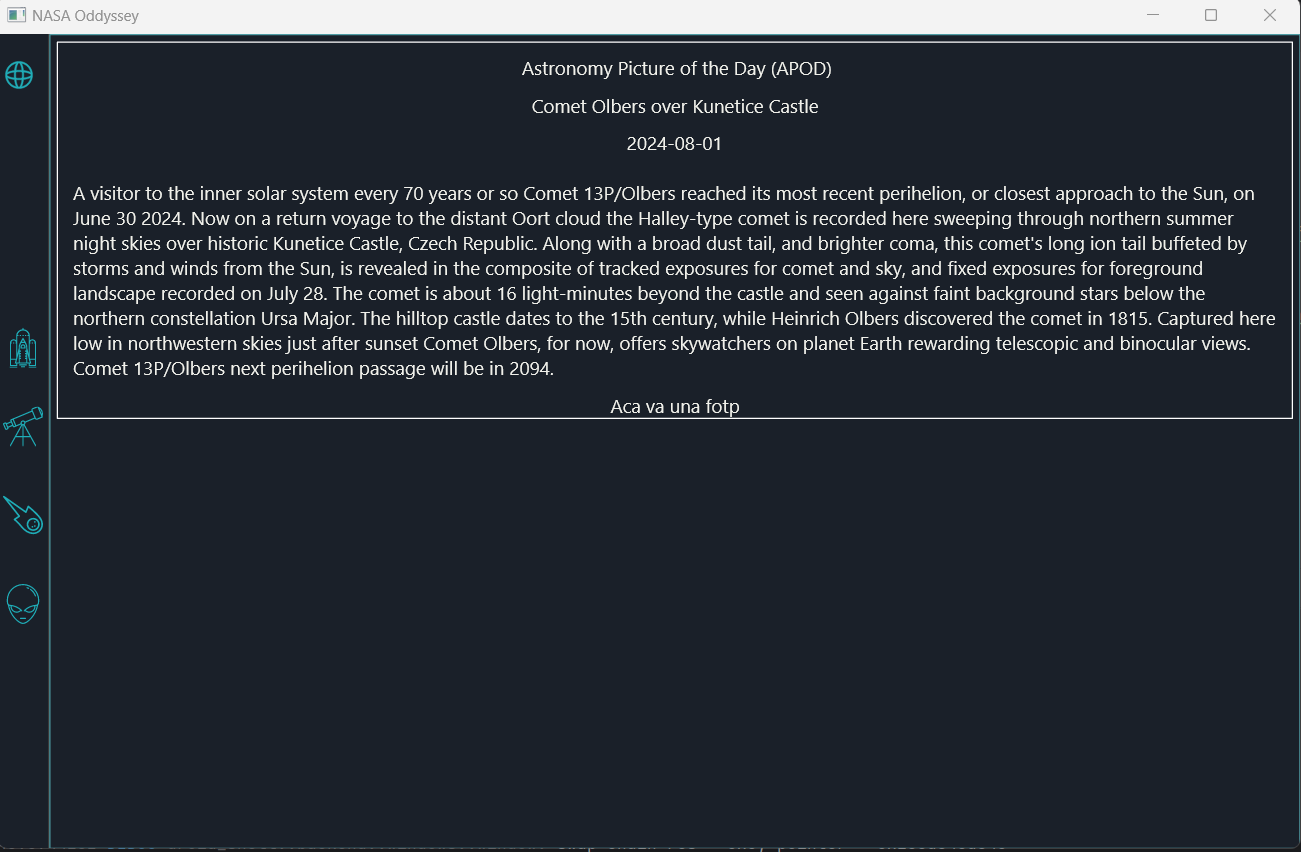 NASA Oddyssey
Astronomy Picture of the Day (APOD)
Comet Olbers over Kunetice Castle
2024-08-01
A visitor to the inner solar system every 70 years or so Comet 13P/Olbers reached its most recent perihelion, or closest approach to the Sun, on
June 30 2024. Now on a return voyage to the distant Oort cloud the Halley-type comet is recorded here sweeping through northern summer
night skies over historic Kunetice Castle, Czech Republic. Along with a broad dust tail, and brighter coma, this comet's long ion tail buffeted by
storms and winds from the Sun, is revealed in the composite of tracked exposures for comet and sky, and fixed exposures for foreground
landscape recorded on July 28. The comet is about 16 light-minutes beyond the castle and seen against faint background stars below the
northern constellation Ursa Major. The hilltop castle dates to the 15th century, while Heinrich Olbers discovered the comet in 1815. Captured here
low in northwestern skies just after sunset Comet Olbers, for now, offers skywatchers on planet Earth rewarding telescopic and binocular views.
Comet 13P/Olbers next perihelion passage will be in 2094.
Aca va una fotp